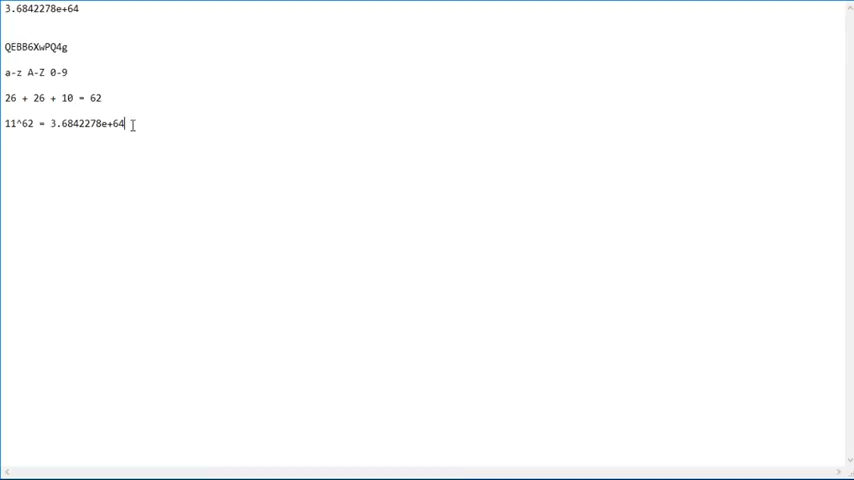 3.6842278e+64
QEBB6XwPQ4g
a-z A-Z 0-9
26 + 26 + 10 = 62
11^62 = 3.6842278e+64